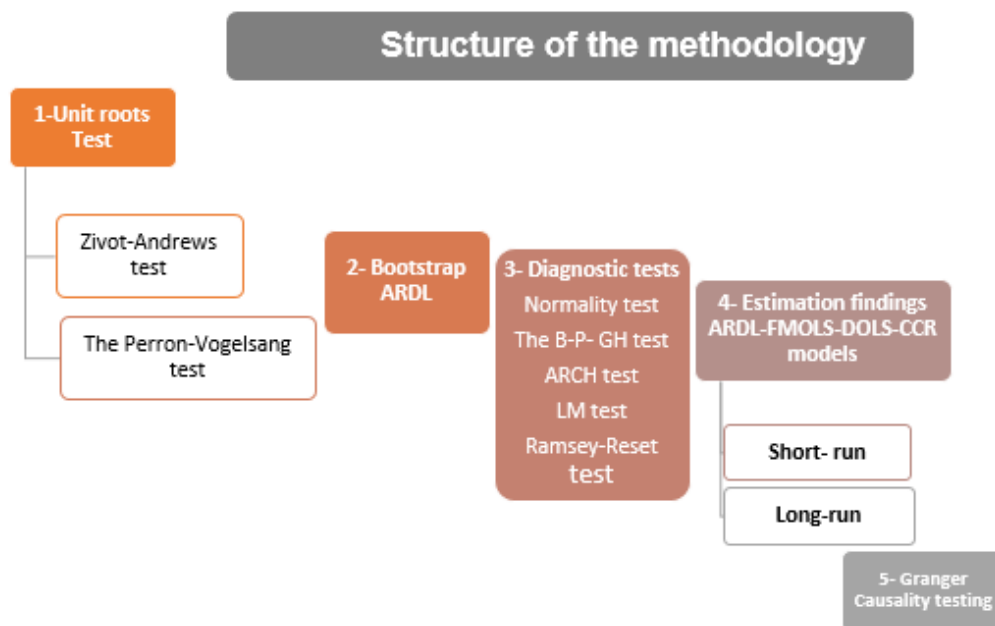 Structure of the methodology
1-Unit roots
Test
Zivot-Andrews
test
The Perron-Vogelsang
test
2- Bootstrap
ARDL
3- Diagnostic tests
Normality test
The B-P- GH test
ARCH test
LM test
Ramsey-Reset
test
4- Estimation findings
ARDL-FMOLS-DOLS-CCR
models
Short- run
Long-run
5- Granger
Causality testing